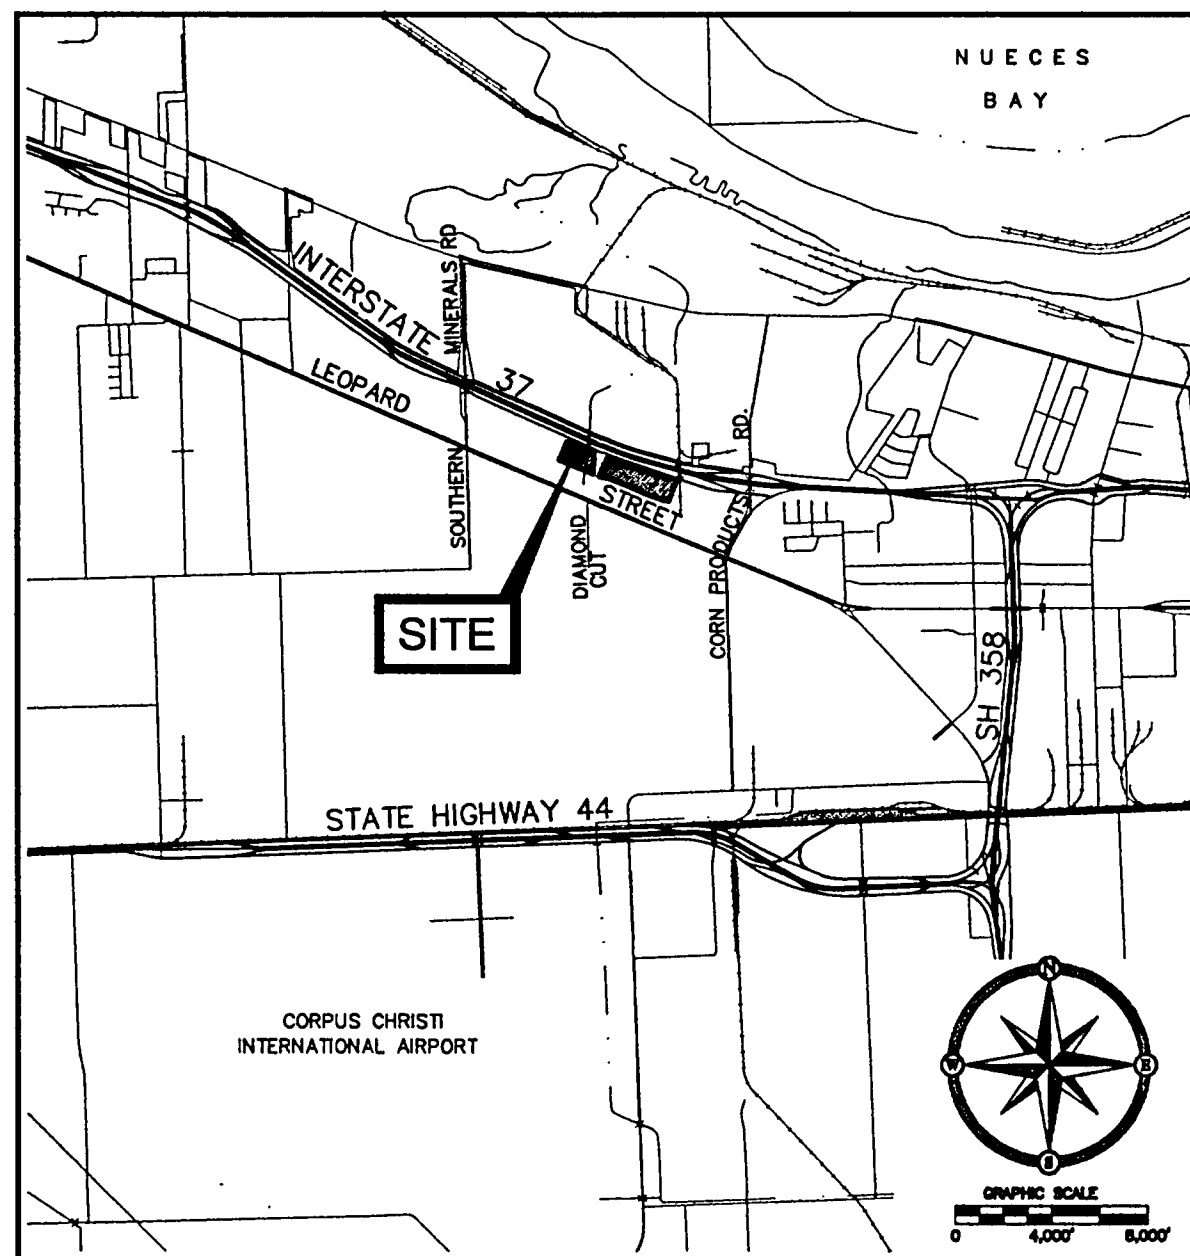 NUECES
BAY
INTERSTATE
37
MINERALS RD
LEOPARD
STREET
SOUTHERN
DIAMOND
CUT
CORN PRODUCTS RD.
SITE
SH 358
STATE HIGHWAY 44
CORPUS CHRISTI
INTERNATIONAL AIRPORT
N
W
E
S
GRAPHIC SCALE
0 4,000' 8,000'